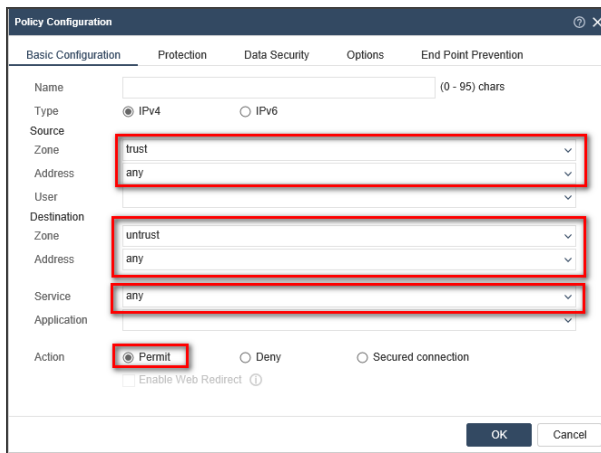 Policy Configuration
Basic Configuration Protection Data Security Options End Point Prevention
Name (0 - 95) chars
Type IPv4 IPv6
Source
Zone trust
Address any
User
Destination
Zone untrust
Address any
Service any
Application
Action Permit Deny Secured connection
Enable Web Redirect
OK Cancel